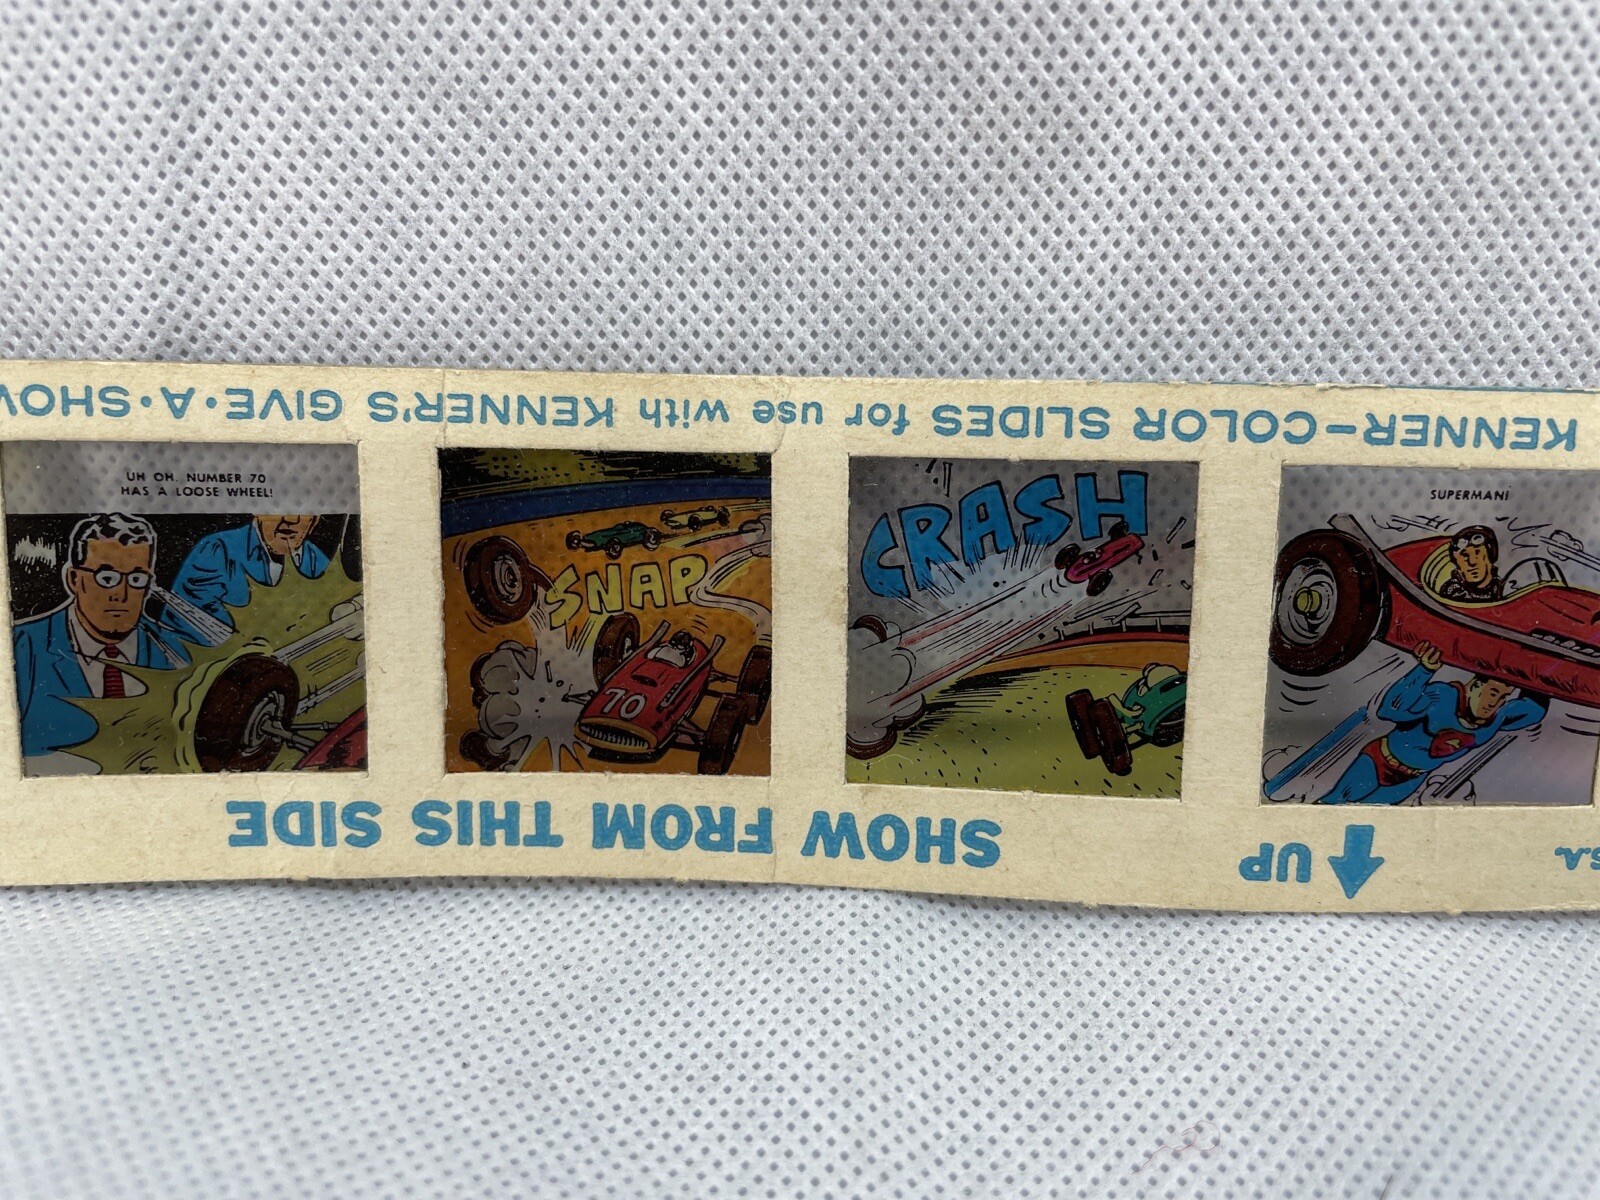 KENNER-COLOR SLIDES for use with KENNER'S GIVE·A·SHOW
UH OH. NUMBER 70
HAS A LOOSE WHEEL!
SNAP
70
CRASH
SUPERMAN!
UP
SHOW FROM THIS SIDE